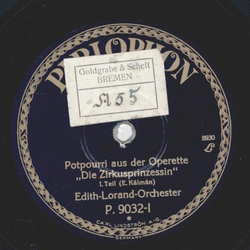 PARLOPHON
Goldgrabe & Schell
BREMEN
A 55
8930
Potpourri aus der Operette
„Die Zirkusprinzessin“
I. Teil (E. Kálmán)
Edith-Lorand-Orchester
P. 9032-I
CARL LINDSTRÖM A.G.
GERMANY